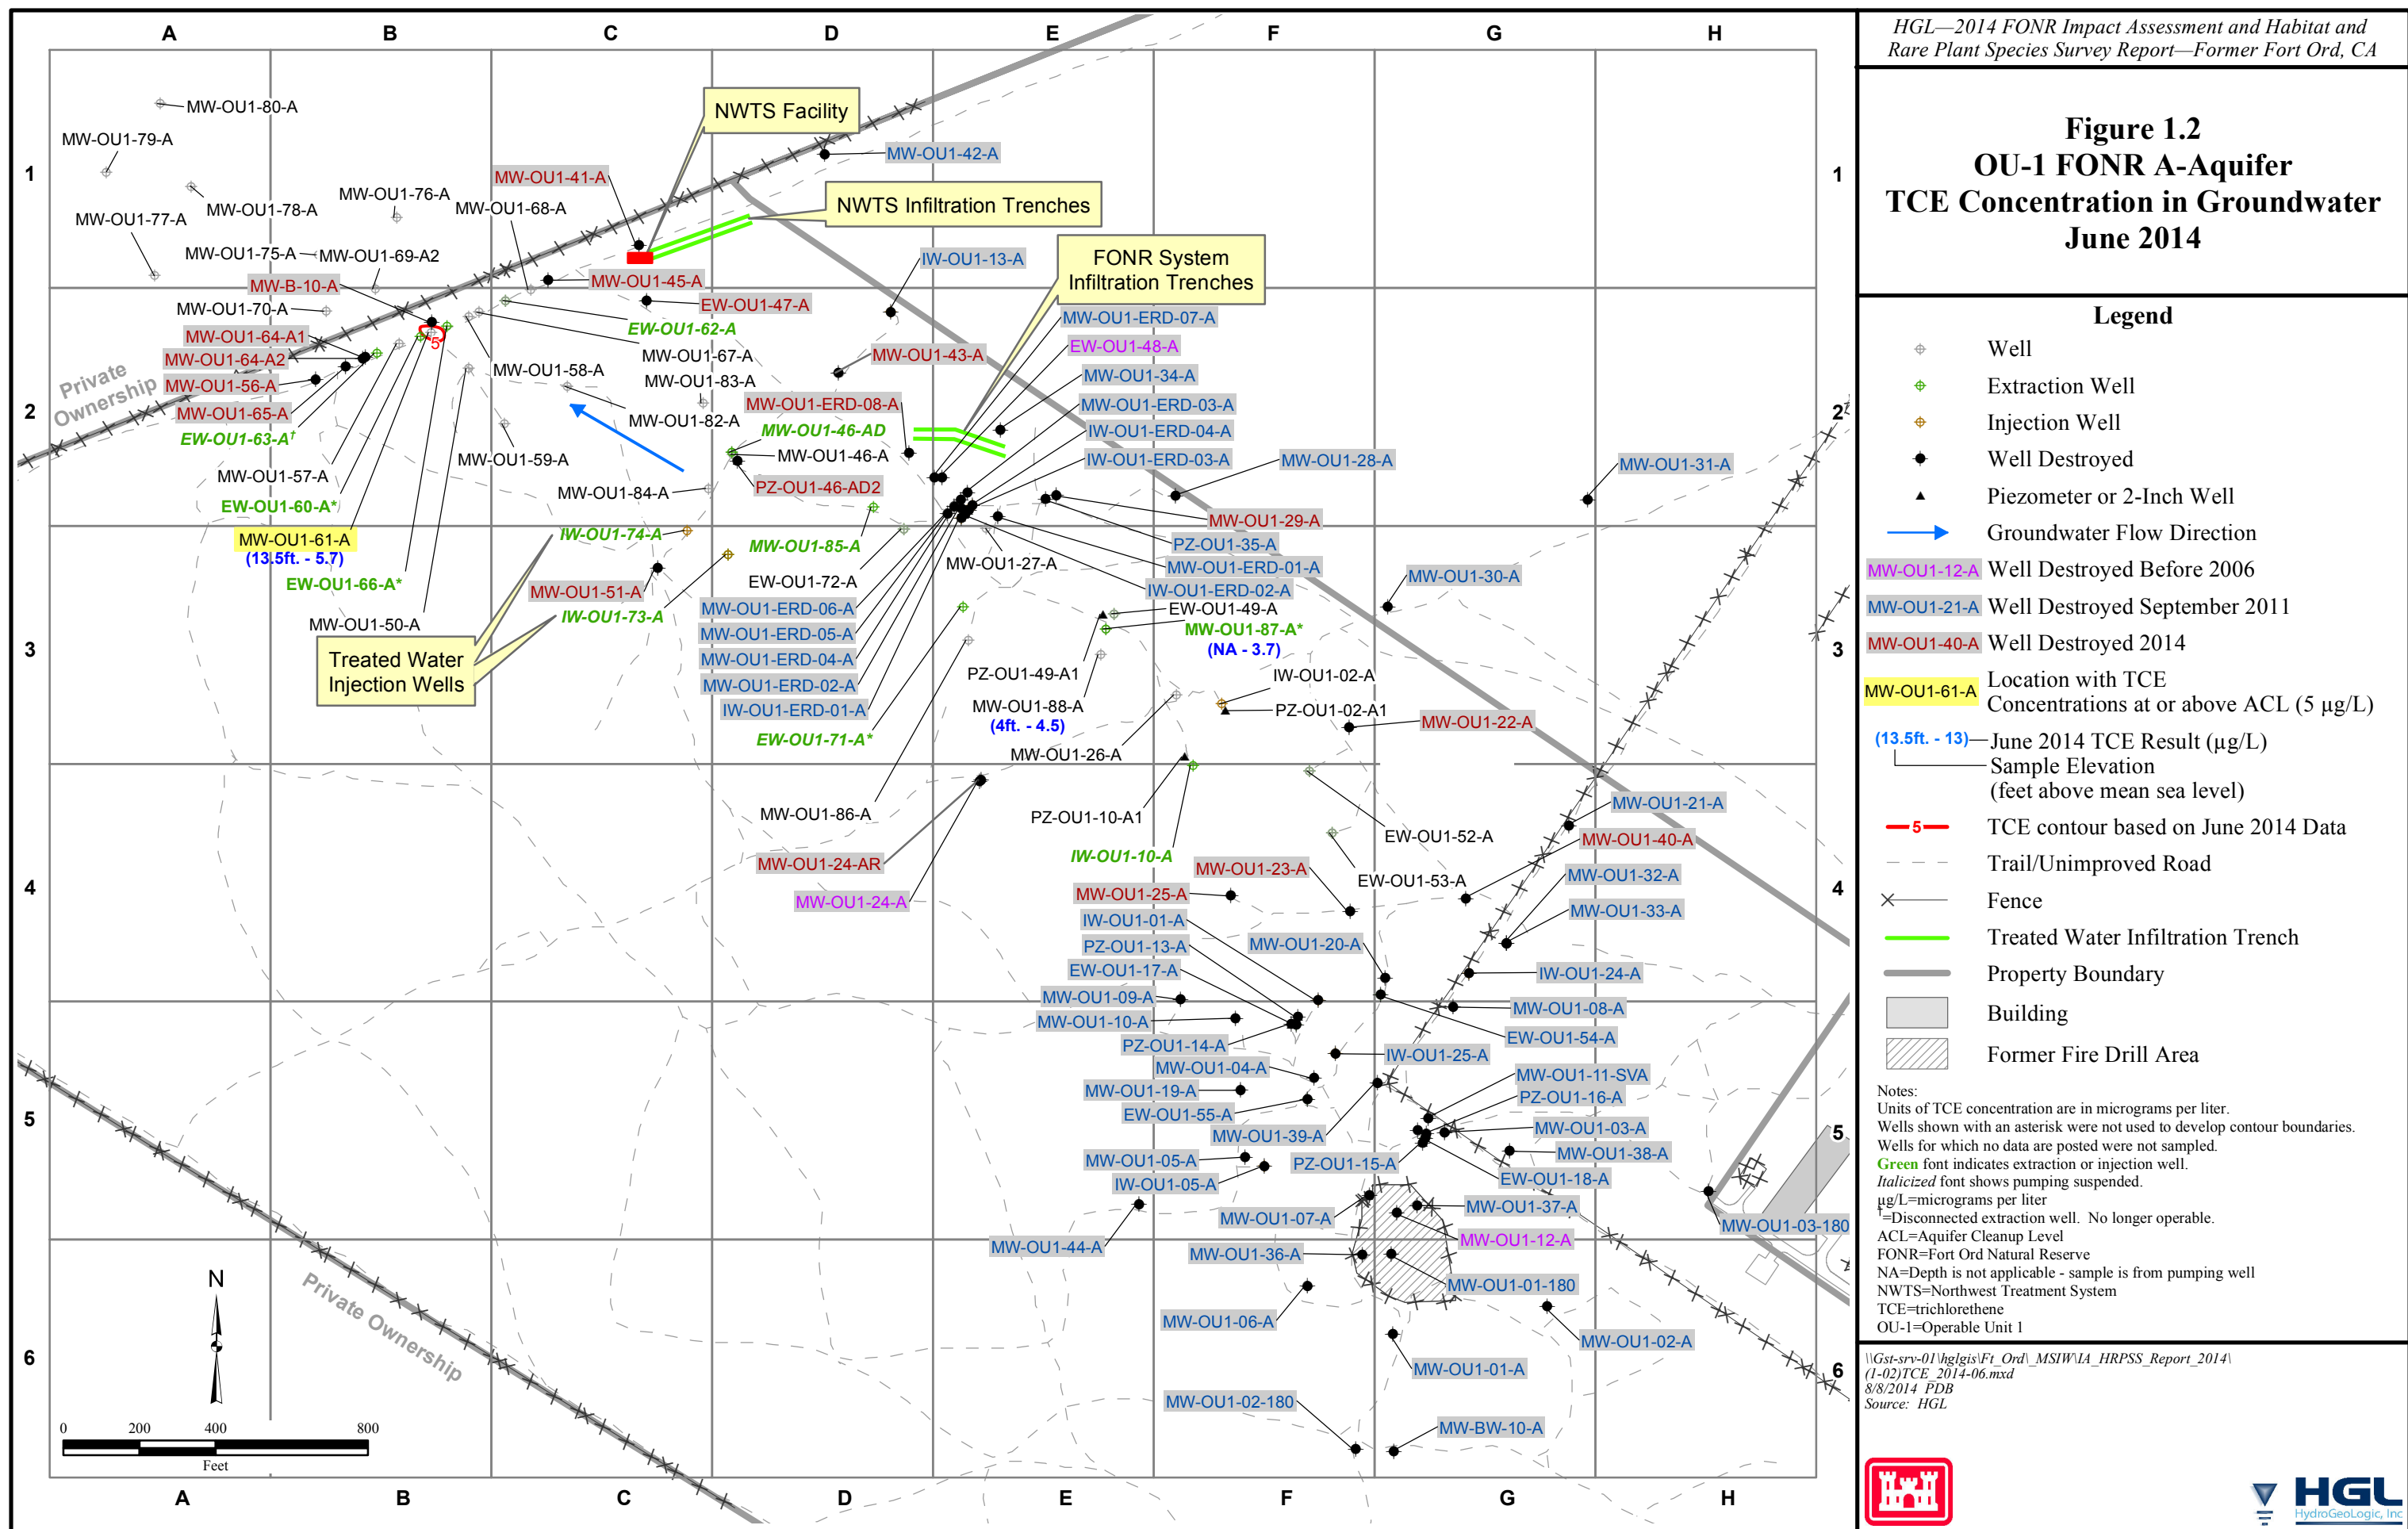 A B C D E F G H
HGL—2014 FONR Impact Assessment and Habitat and
Rare Plant Species Survey Report—Former Fort Ord, CA
Figure 1.2
OU-1 FONR A-Aquifer
TCE Concentration in Groundwater
June 2014
MW-OU1-80-A
NWTS Facility
MW-OU1-79-A
MW-OU1-42-A
1
1
MW-OU1-41-A
MW-OU1-76-A
MW-OU1-78-A
MW-OU1-68-A
NWTS Infiltration Trenches
MW-OU1-77-A
MW-OU1-75-A
MW-OU1-69-A2
IW-OU1-13-A
FONR System
Infiltration Trenches
MW-B-10-A
MW-OU1-45-A
EW-OU1-47-A
MW-OU1-70-A
EW-OU1-62-A
MW-OU1-ERD-07-A
MW-OU1-64-A1
5
EW-OU1-48-A
MW-OU1-64-A2
MW-OU1-67-A
MW-OU1-43-A
MW-OU1-58-A
MW-OU1-34-A
MW-OU1-56-A
MW-OU1-83-A
Private
Ownership
MW-OU1-65-A
MW-OU1-82-A
MW-OU1-ERD-08-A
MW-OU1-ERD-03-A
2
2
EW-OU1-63-A†
MW-OU1-46-AD
IW-OU1-ERD-04-A
MW-OU1-59-A
MW-OU1-46-A
IW-OU1-ERD-03-A
MW-OU1-28-A
MW-OU1-31-A
MW-OU1-57-A
MW-OU1-84-A
PZ-OU1-46-AD2
EW-OU1-60-A*
MW-OU1-29-A
MW-OU1-61-A
(13.5ft. - 5.7)
IW-OU1-74-A
MW-OU1-85-A
PZ-OU1-35-A
MW-OU1-27-A
MW-OU1-ERD-01-A
EW-OU1-66-A*
MW-OU1-51-A
EW-OU1-72-A
IW-OU1-ERD-02-A
MW-OU1-30-A
IW-OU1-73-A
MW-OU1-ERD-06-A
EW-OU1-49-A
MW-OU1-50-A
MW-OU1-ERD-05-A
MW-OU1-87-A*
(NA - 3.7)
3
3
Treated Water
Injection Wells
MW-OU1-ERD-04-A
PZ-OU1-49-A1
IW-OU1-02-A
MW-OU1-ERD-02-A
MW-OU1-88-A
(4ft. - 4.5)
PZ-OU1-02-A1
IW-OU1-ERD-01-A
MW-OU1-22-A
EW-OU1-71-A*
MW-OU1-26-A
MW-OU1-21-A
MW-OU1-86-A
PZ-OU1-10-A1
EW-OU1-52-A
MW-OU1-40-A
IW-OU1-10-A
MW-OU1-24-AR
MW-OU1-23-A
EW-OU1-53-A
MW-OU1-32-A
4
4
MW-OU1-24-A
MW-OU1-25-A
MW-OU1-33-A
IW-OU1-01-A
PZ-OU1-13-A
MW-OU1-20-A
EW-OU1-17-A
IW-OU1-24-A
MW-OU1-09-A
MW-OU1-08-A
MW-OU1-10-A
EW-OU1-54-A
PZ-OU1-14-A
IW-OU1-25-A
MW-OU1-04-A
MW-OU1-11-SVA
MW-OU1-19-A
PZ-OU1-16-A
EW-OU1-55-A
5
5
MW-OU1-39-A
MW-OU1-03-A
MW-OU1-05-A
PZ-OU1-15-A
MW-OU1-38-A
IW-OU1-05-A
EW-OU1-18-A
MW-OU1-07-A
MW-OU1-37-A
MW-OU1-03-180
MW-OU1-44-A
MW-OU1-12-A
MW-OU1-36-A
MW-OU1-01-180
N
Private Ownership
MW-OU1-06-A
MW-OU1-02-A
6
6
MW-OU1-01-A
MW-OU1-02-180
MW-BW-10-A
0 200 400 800
Feet
A B C D E F G H
Legend
Well
Extraction Well
Injection Well
Well Destroyed
Piezometer or 2-Inch Well
Groundwater Flow Direction
MW-OU1-12-A Well Destroyed Before 2006
MW-OU1-21-A Well Destroyed September 2011
MW-OU1-40-A Well Destroyed 2014
MW-OU1-61-A Location with TCE
Concentrations at or above ACL (5 µg/L)
(13.5ft. - 13) June 2014 TCE Result (µg/L)
Sample Elevation
(feet above mean sea level)
5 TCE contour based on June 2014 Data
Trail/Unimproved Road
Fence
Treated Water Infiltration Trench
Property Boundary
Building
Former Fire Drill Area
Notes:
Units of TCE concentration are in micrograms per liter.
Wells shown with an asterisk were not used to develop contour boundaries.
Wells for which no data are posted were not sampled.
Green font indicates extraction or injection well.
Italicized font shows pumping suspended.
µg/L=micrograms per liter
†=Disconnected extraction well. No longer operable.
ACL=Aquifer Cleanup Level
FONR=Fort Ord Natural Reserve
NA=Depth is not applicable - sample is from pumping well
NWTS=Northwest Treatment System
TCE=trichlorethene
OU-1=Operable Unit 1
\\Gst-srv-01\hglgis\Ft_Ord\_MSIW\IA_HRPSS_Report_2014\
(1-02)TCE_2014-06.mxd
8/8/2014 PDB
Source: HGL
HGL
HydroGeoLogic, Inc